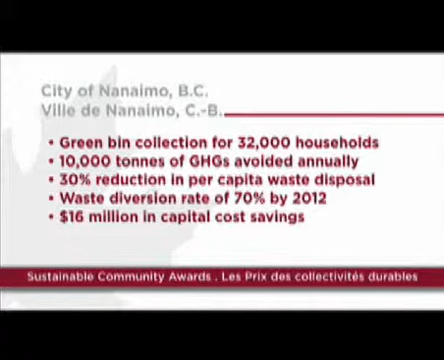 City of Nanaimo, B.C.
Ville de Nanaimo, C.-B.
• Green bin collection for 32,000 households
• 10,000 tonnes of GHGs avoided annually
• 30% reduction in per capita waste disposal
• Waste diversion rate of 70% by 2012
• $16 million in capital cost savings
Sustainable Community Awards . Les Prix des collectivités durables